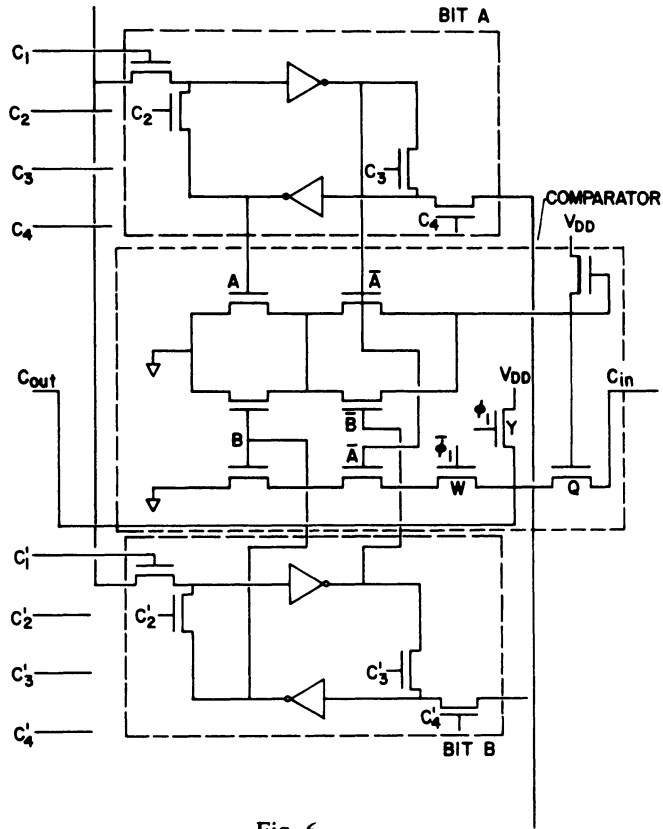 BIT A
C1
C2
C2
C3
C3
C4
C4
COMPARATOR
VDD
A
A̅
Cout
VDD
Cin
ϕ1
Y
B
B̅
A̅
ϕ̅1
W
Q
C'1
C'2
C'2
C'3
C'3
C'4
C'4
BIT B